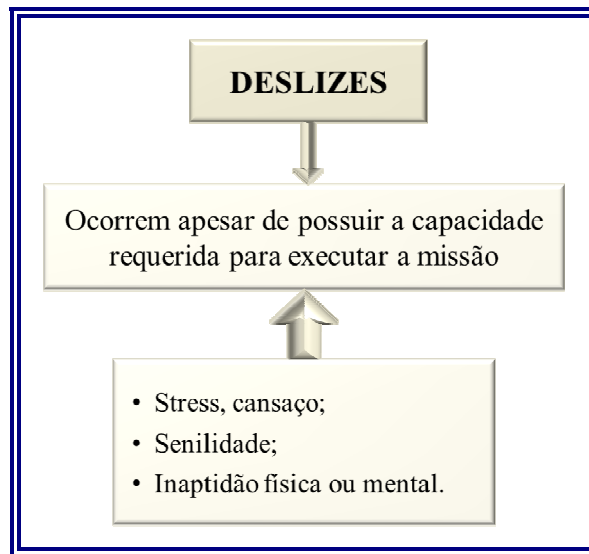 DESLIZES
Ocorrem apesar de possuir a capacidade
requerida para executar a missão
• Stress, cansaço;
• Senilidade;
• Inaptidão física ou mental.